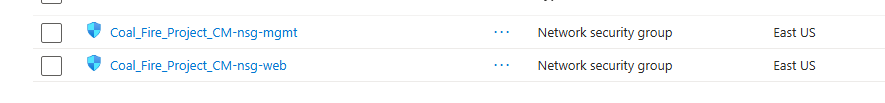 Coal_Fire_Project_CM-nsg-mgmt ... Network security group East US
Coal_Fire_Project_CM-nsg-web ... Network security group East US